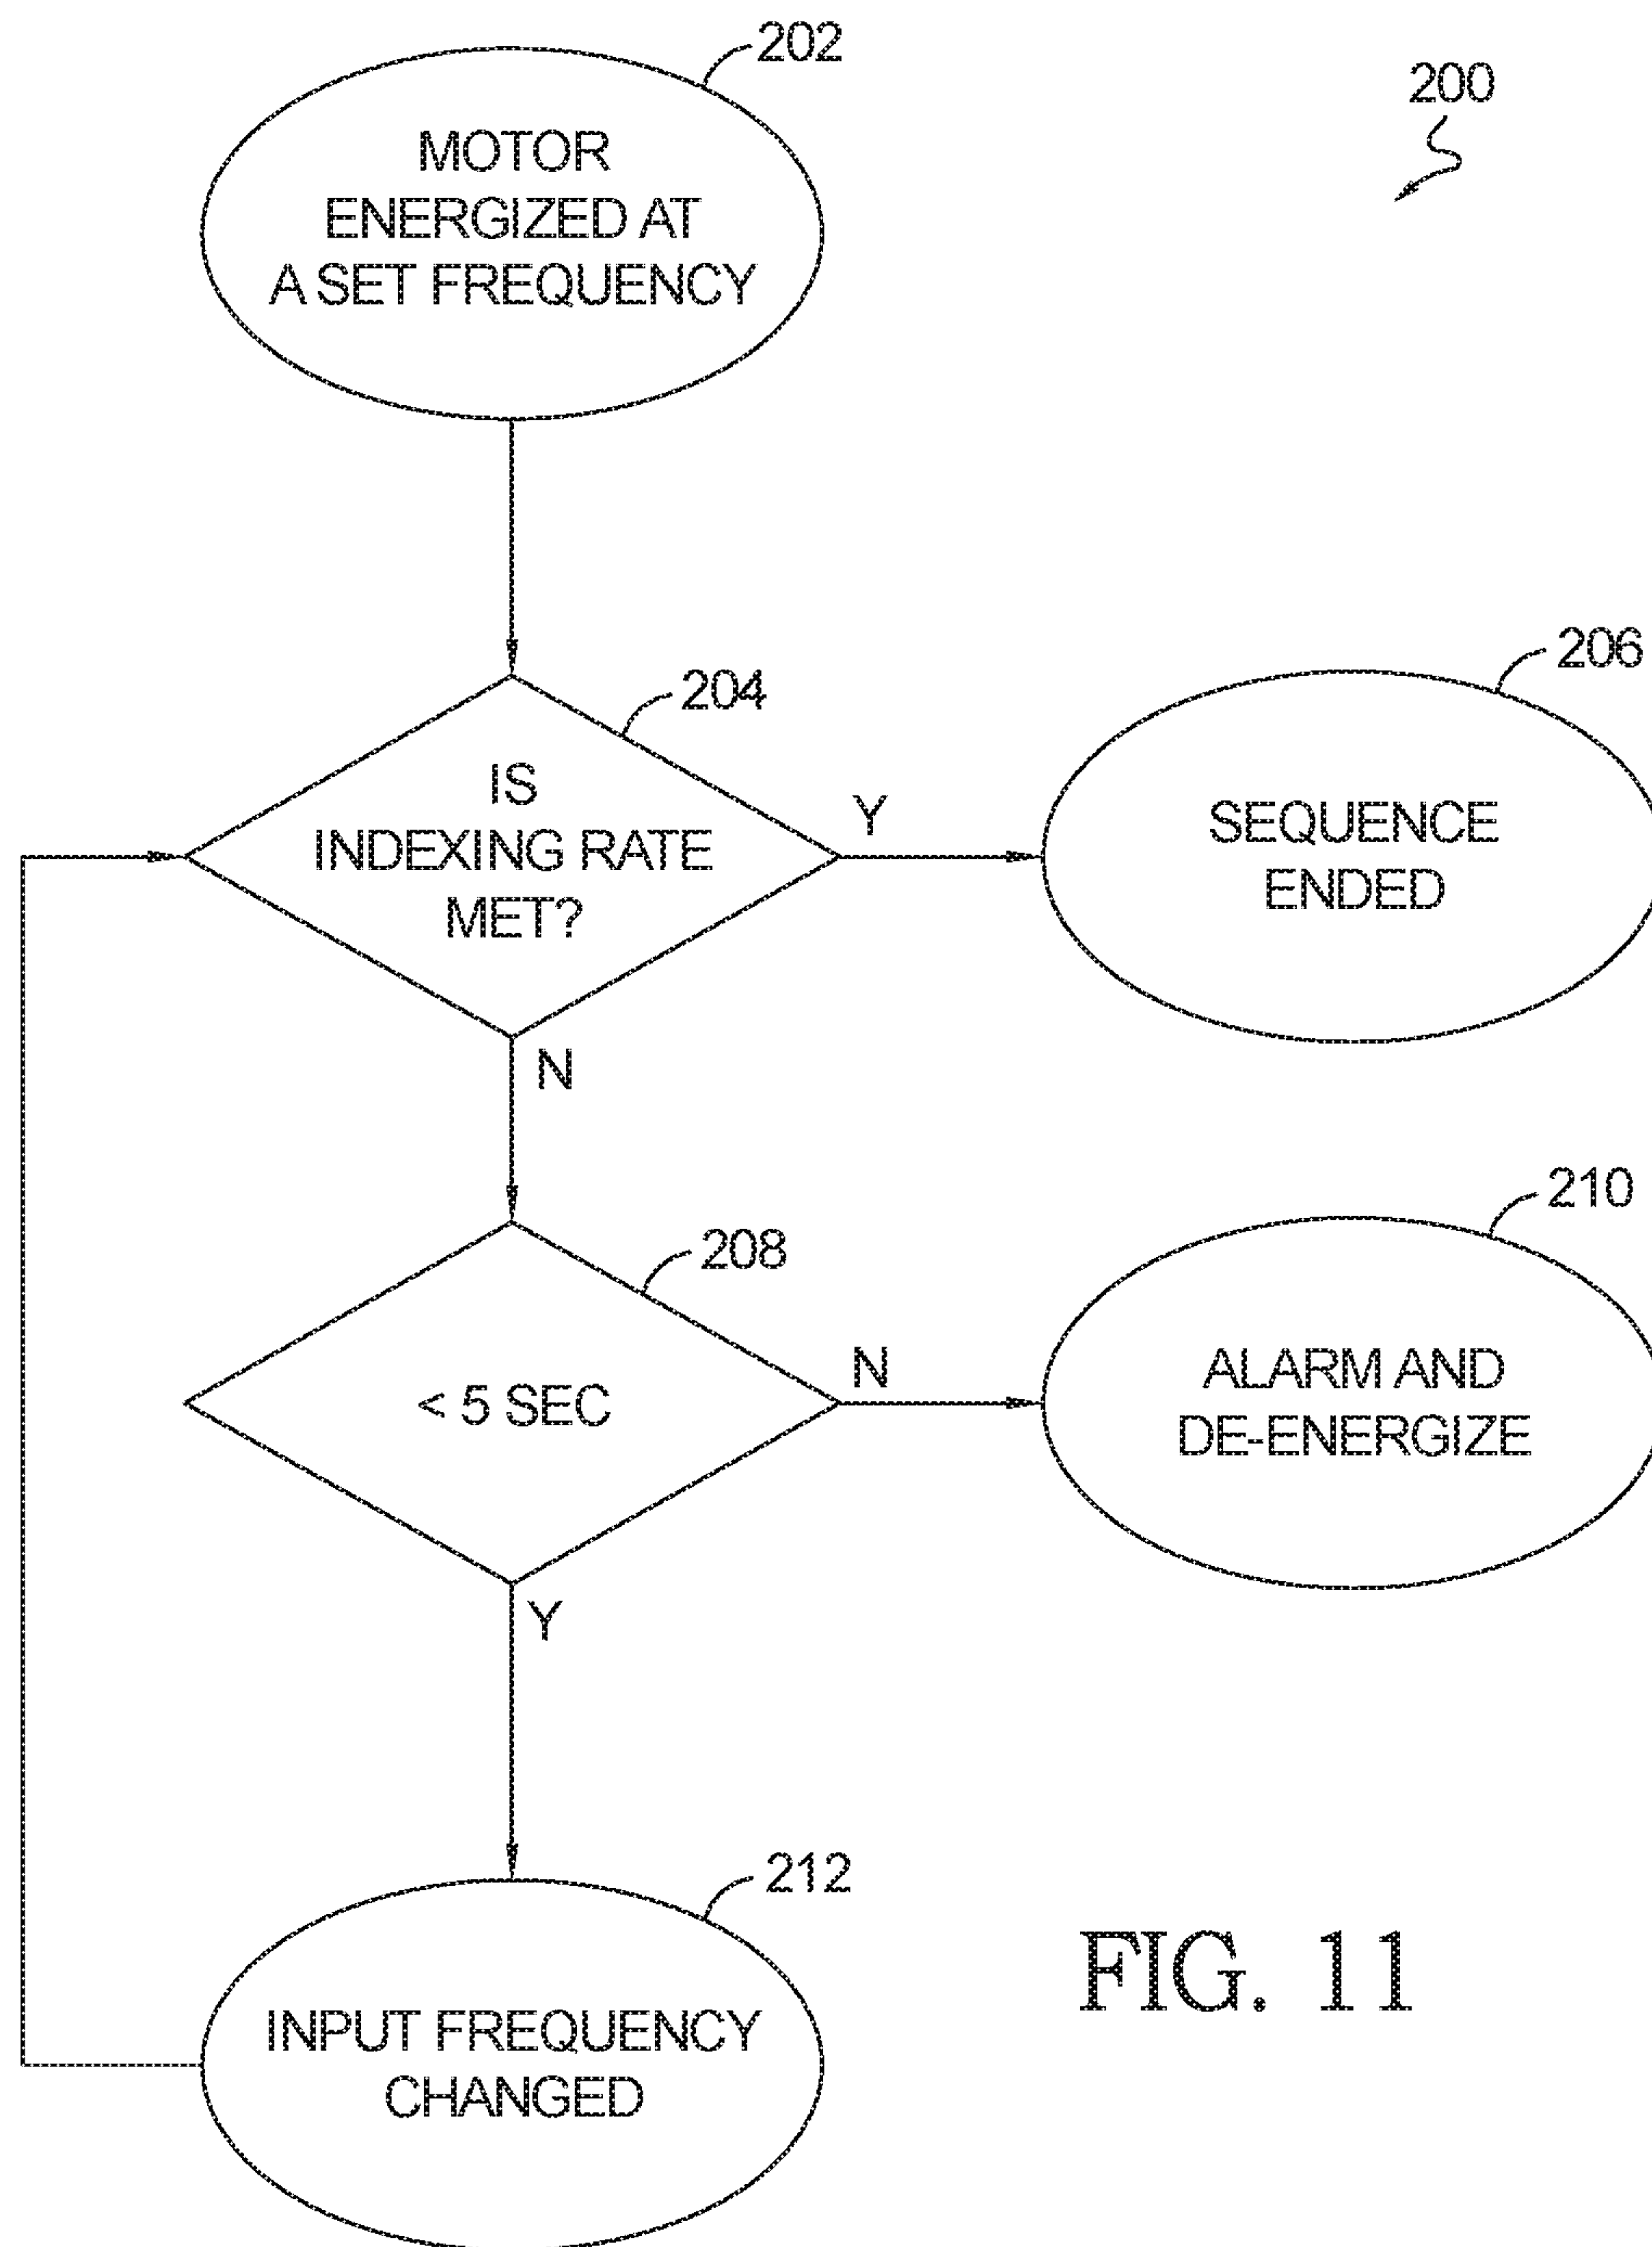 202
200
MOTOR
ENERGIZED AT
A SET FREQUENCY
204
206
IS
INDEXING RATE
MET?
Y
SEQUENCE
ENDED
N
208
210
< 5 SEC
N
ALARM AND
DE-ENERGIZE
Y
212
INPUT FREQUENCY
CHANGED
FIG. 11